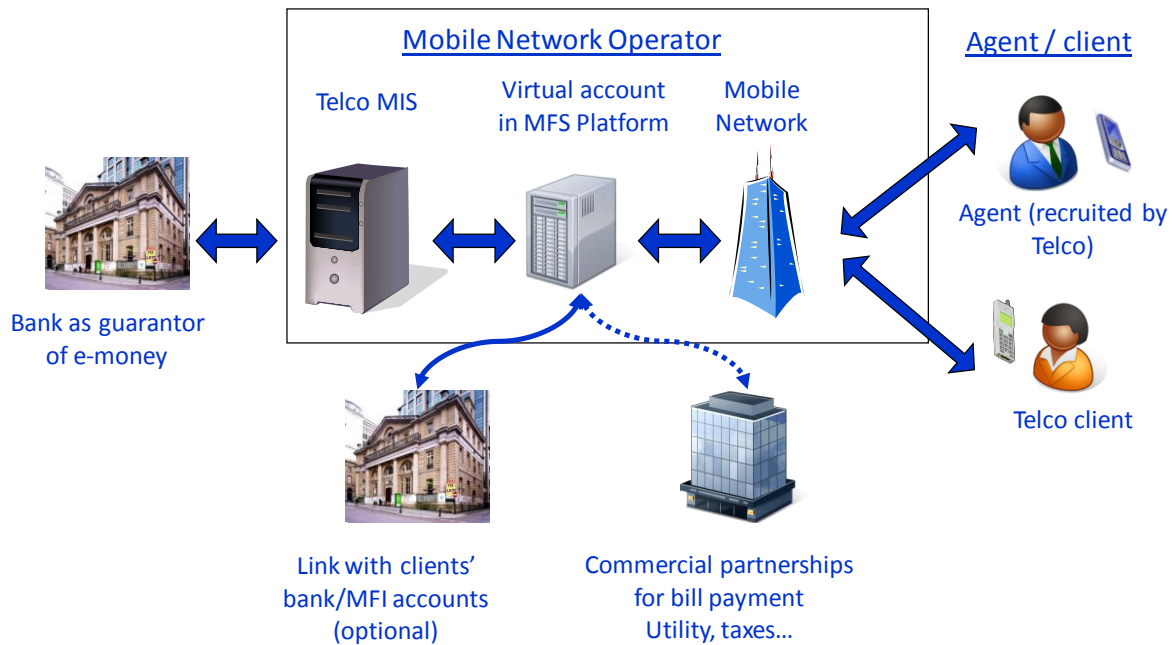 Mobile Network Operator
Agent / client
Telco MIS
Virtual account
in MFS Platform
Mobile
Network
Agent (recruited by
Telco)
Bank as guarantor
of e-money
Telco client
Link with clients’
bank/MFI accounts
(optional)
Commercial partnerships
for bill payment
Utility, taxes…